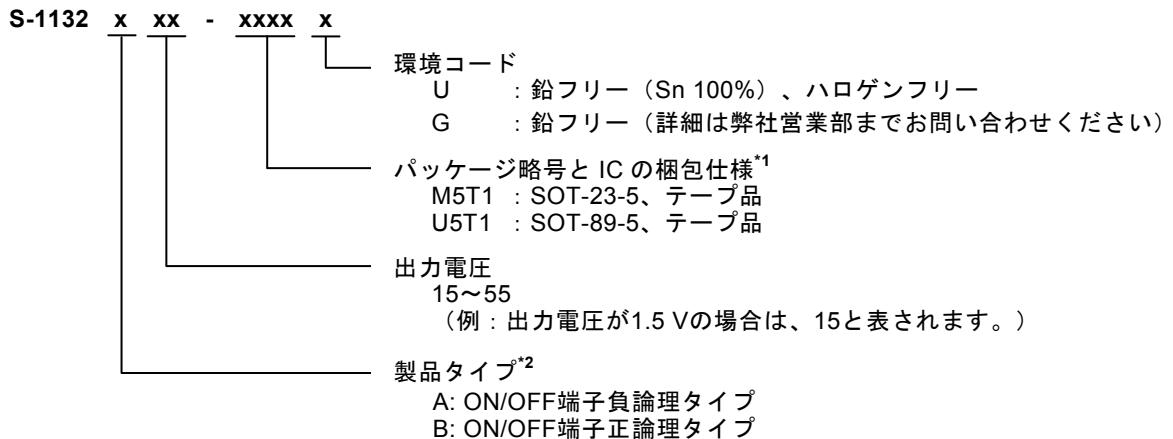 S-1132 x xx - xxxx x
環境コード
U :鉛フリー(Sn 100%)、ハロゲンフリー
G :鉛フリー(詳細は弊社営業部までお問い合わせください)
パッケージ略号と IC の梱包仕様*1
M5T1 :SOT-23-5、テープ品
U5T1 :SOT-89-5、テープ品
出力電圧
15~55
(例:出力電圧が1.5 Vの場合は、15と表されます。)
製品タイプ*2
A: ON/OFF端子負論理タイプ
B: ON/OFF端子正論理タイプ